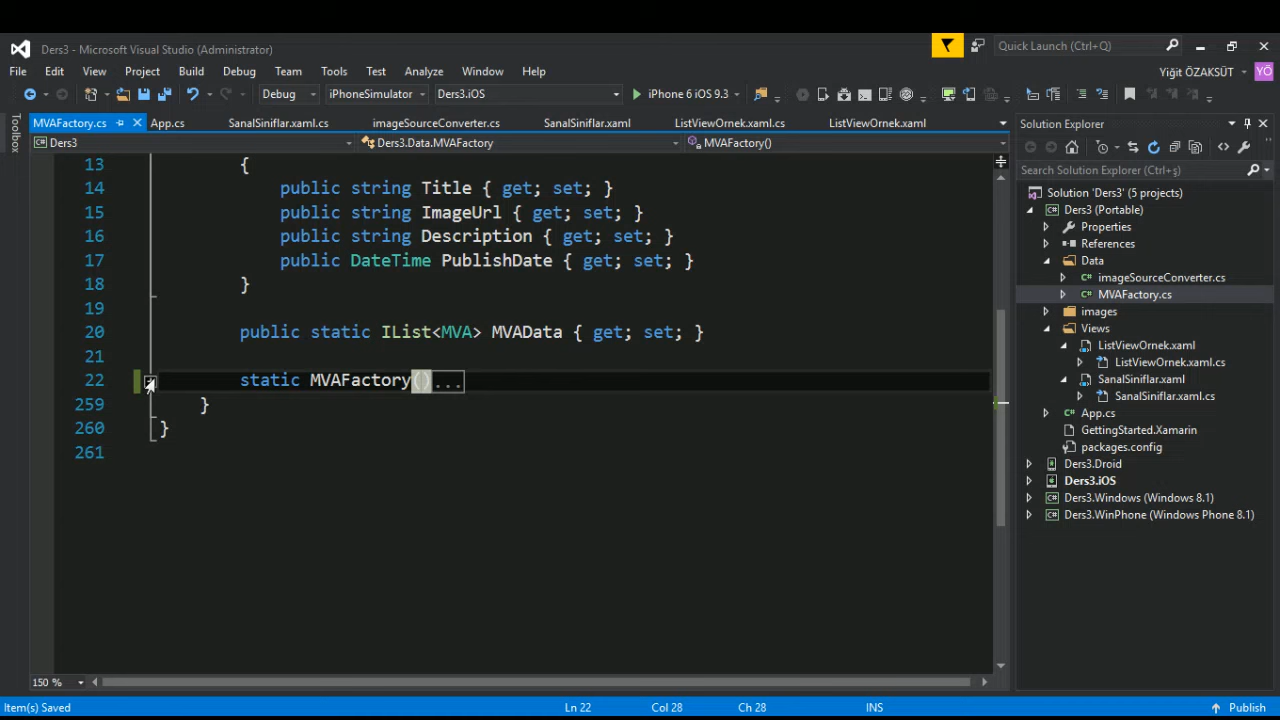 Ders3 - Microsoft Visual Studio (Administrator)
Quick Launch (Ctrl+Q)
File Edit View Project Build Debug Team Tools Test Analyze Window Help
Yiğit ÖZAKSÜT YÖ
Debug iPhoneSimulator Ders3.iOS iPhone 6 iOS 9.3
Toolbox
MVAFactory.cs App.cs SanalSiniflar.xaml.cs imageSourceConverter.cs SanalSiniflar.xaml ListViewOrnek.xaml.cs ListViewOrnek.xaml
Ders3 Ders3.Data.MVAFactory MVAFactory()
13 {
14 public string Title { get; set; }
15 public string ImageUrl { get; set; }
16 public string Description { get; set; }
17 public DateTime PublishDate { get; set; }
18 }
19
20 public static IList<MVA> MVAData { get; set; }
21
22 static MVAFactory()...
259 }
260 }
261
150 %
Solution Explorer
Search Solution Explorer (Ctrl+ş)
Solution 'Ders3' (5 projects)
Ders3 (Portable)
Properties
References
Data
imageSourceConverter.cs
MVAFactory.cs
images
Views
ListViewOrnek.xaml
ListViewOrnek.xaml.cs
SanalSiniflar.xaml
SanalSiniflar.xaml.cs
App.cs
GettingStarted.Xamarin
packages.config
Ders3.Droid
Ders3.iOS
Ders3.Windows (Windows 8.1)
Ders3.WinPhone (Windows Phone 8.1)
Item(s) Saved Ln 22 Col 28 Ch 28 INS Publish